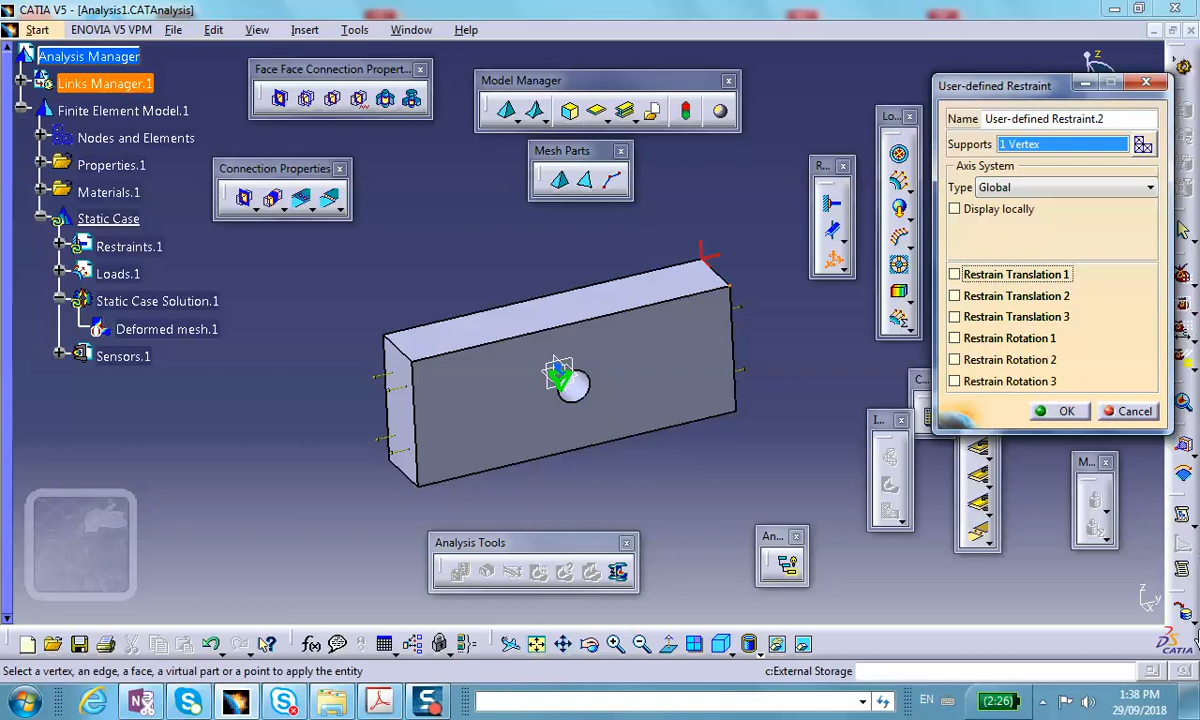 CATIA V5 - [Analysis1.CATAnalysis]
Start ENOVIA V5 VPM File Edit View Insert Tools Window Help
Analysis Manager
Links Manager.1
Finite Element Model.1
Nodes and Elements
Properties.1
Materials.1
Static Case
Restraints.1
Loads.1
Static Case Solution.1
Deformed mesh.1
Sensors.1
Face Face Connection Propert...
Model Manager
Mesh Parts
Connection Properties
R...
Lo...
User-defined Restraint
Name User-defined Restraint.2
Supports 1 Vertex
Axis System
Type Global
Display locally
Restrain Translation 1
Restrain Translation 2
Restrain Translation 3
Restrain Rotation 1
Restrain Rotation 2
Restrain Rotation 3
OK Cancel
C...
I...
M...
Analysis Tools
An...
z
z
y
x
f(x)
CATIA
Select a vertex, an edge, a face, a virtual part or a point to apply the entity
c:External Storage
EN
(2:26)
1:38 PM
29/09/2018